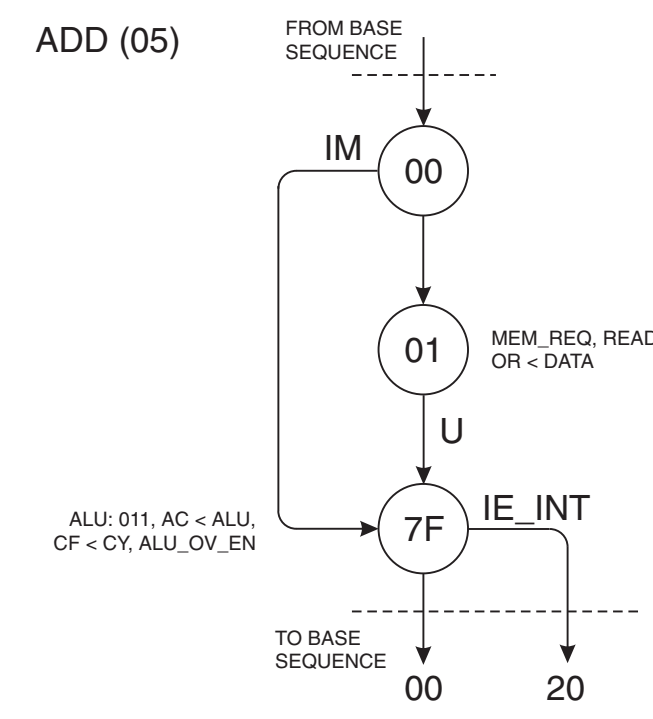 ADD (05)
FROM BASE
SEQUENCE
IM
00
01
MEM_REQ, READ
OR < DATA
U
ALU: 011, AC < ALU,
CF < CY, ALU_OV_EN
7F
IE_INT
TO BASE
SEQUENCE
00
20